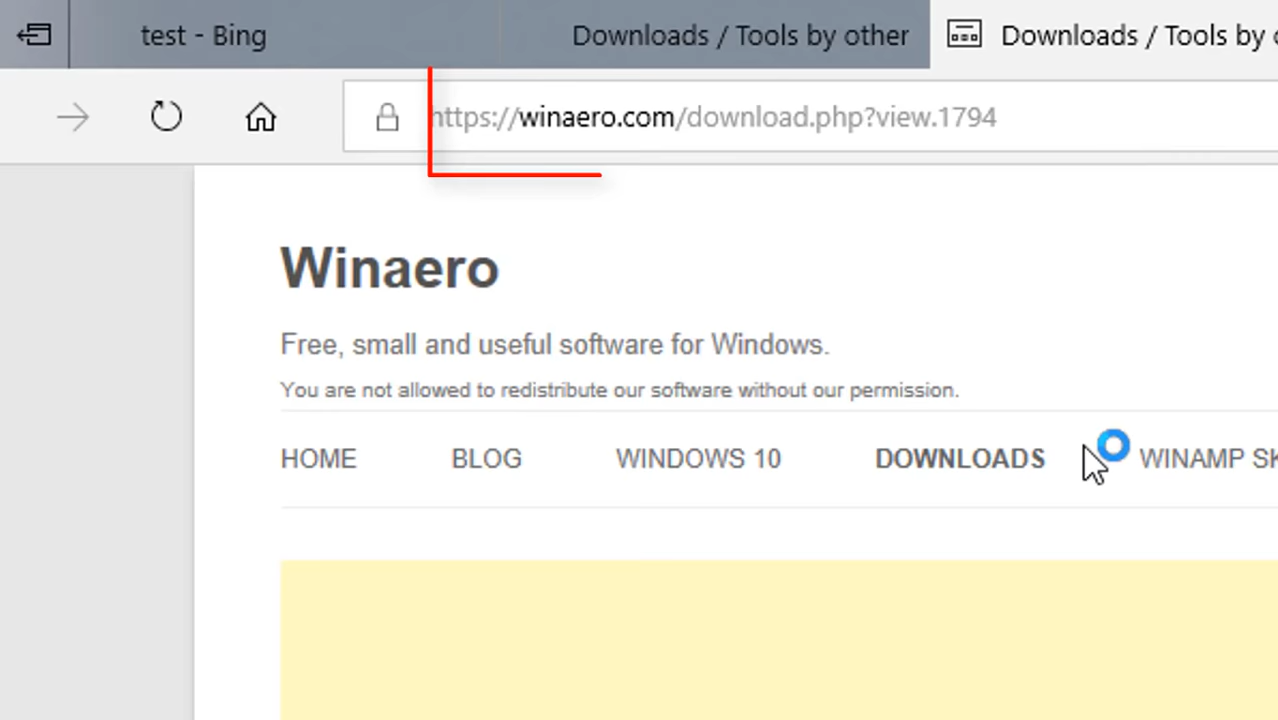 test - Bing
Downloads / Tools by other
Downloads / Tools by
https://winaero.com/download.php?view.1794
Winaero
Free, small and useful software for Windows.
You are not allowed to redistribute our software without our permission.
HOME
BLOG
WINDOWS 10
DOWNLOADS
WINAMP